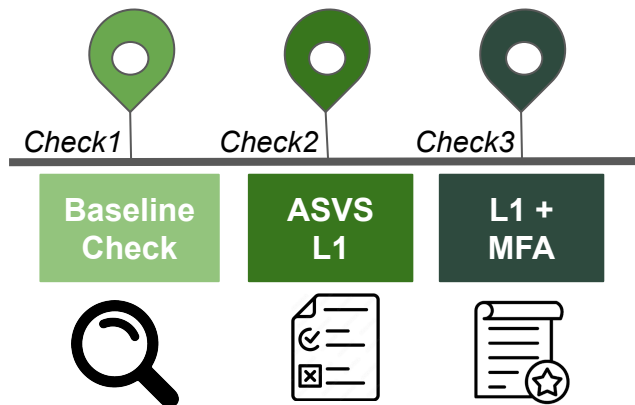 Check1
Check2
Check3
Baseline
Check
ASVS
L1
L1 +
MFA